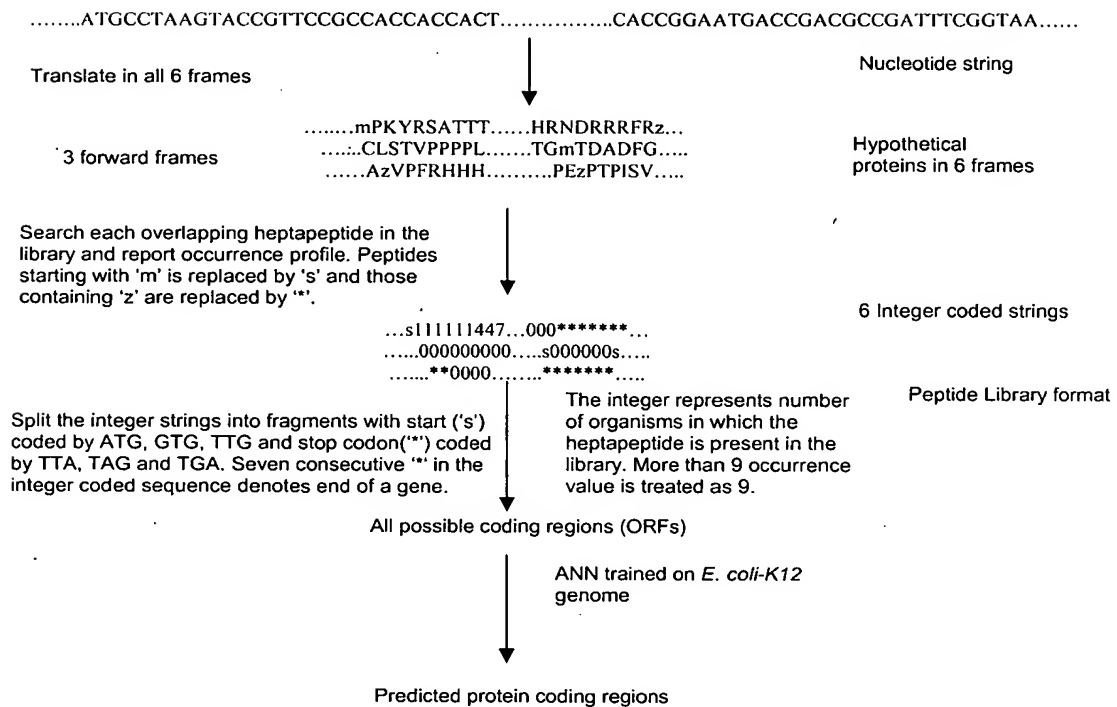 ........ATGCCTAAGTACCGTTCCGCCACCACCACT.................CACCGGAATGACCGACGCCGATTTCGGTAA......
Translate in all 6 frames
Nucleotide string
........mPKYRSATTT......HRNDRRRFRz...
3 forward frames
.....:..CLSTVPPPPL.......TGmTDADFG.....
Hypothetical
proteins in 6 frames
......AzVPFRHHH..........PEzPTPISV.....
Search each overlapping heptapeptide in the
library and report occurrence profile. Peptides
starting with 'm' is replaced by 's' and those
containing 'z' are replaced by '*'.
6 Integer coded strings
...s111111447...000*******...
......000000000.....s000000s.....
.......**0000........*******.....
Peptide Library format
Split the integer strings into fragments with start ('s')
coded by ATG, GTG, TTG and stop codon('*') coded
by TTA, TAG and TGA. Seven consecutive '*' in the
integer coded sequence denotes end of a gene.
The integer represents number
of organisms in which the
heptapeptide is present in the
library. More than 9 occurrence
value is treated as 9.
All possible coding regions (ORFs)
ANN trained on E. coli-K12
genome
Predicted protein coding regions